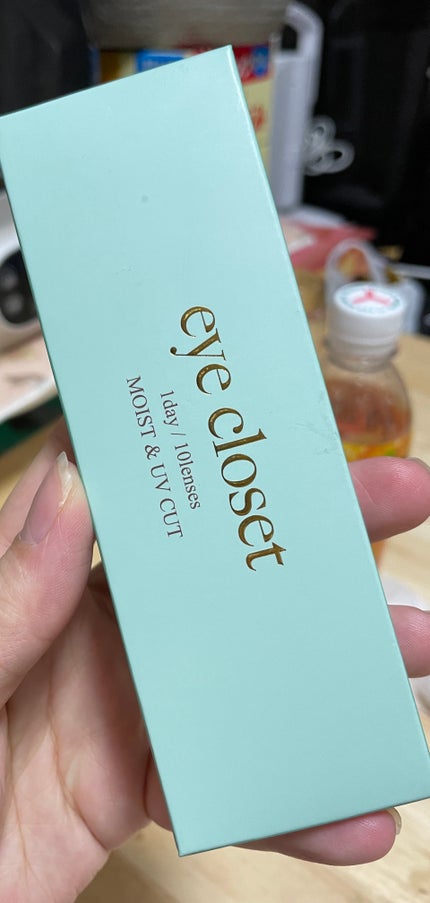 eye closet
1day / 10lenses
MOIST & UV CUT